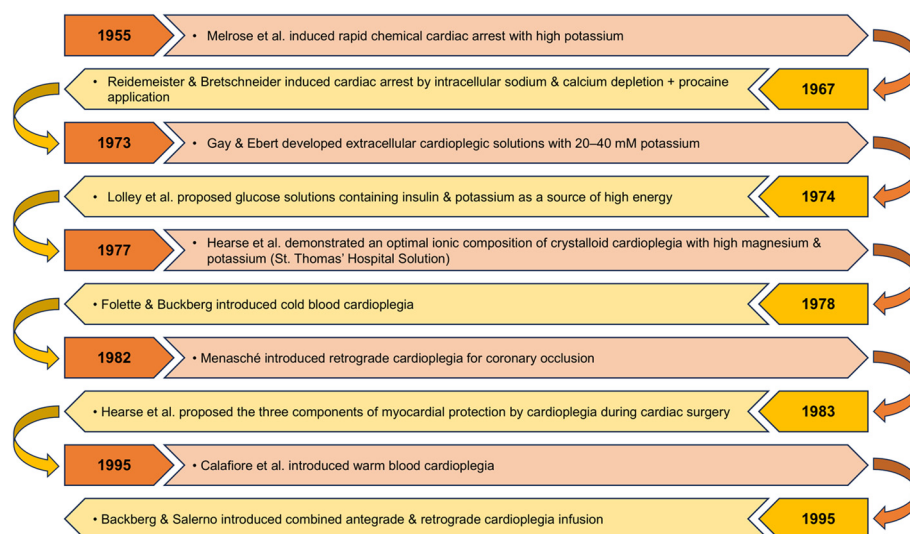 1955
• Melrose et al. induced rapid chemical cardiac arrest with high potassium
• Reidemeister & Bretschneider induced cardiac arrest by intracellular sodium & calcium depletion + procaine
application
1967
1973
• Gay & Ebert developed extracellular cardioplegic solutions with 20–40 mM potassium
• Lolley et al. proposed glucose solutions containing insulin & potassium as a source of high energy
1974
1977
• Hearse et al. demonstrated an optimal ionic composition of crystalloid cardioplegia with high magnesium &
potassium (St. Thomas' Hospital Solution)
• Folette & Buckberg introduced cold blood cardioplegia
1978
1982
• Menasché introduced retrograde cardioplegia for coronary occlusion
• Hearse et al. proposed the three components of myocardial protection by cardioplegia during cardiac surgery
1983
1995
• Calafiore et al. introduced warm blood cardioplegia
• Backberg & Salerno introduced combined antegrade & retrograde cardioplegia infusion
1995